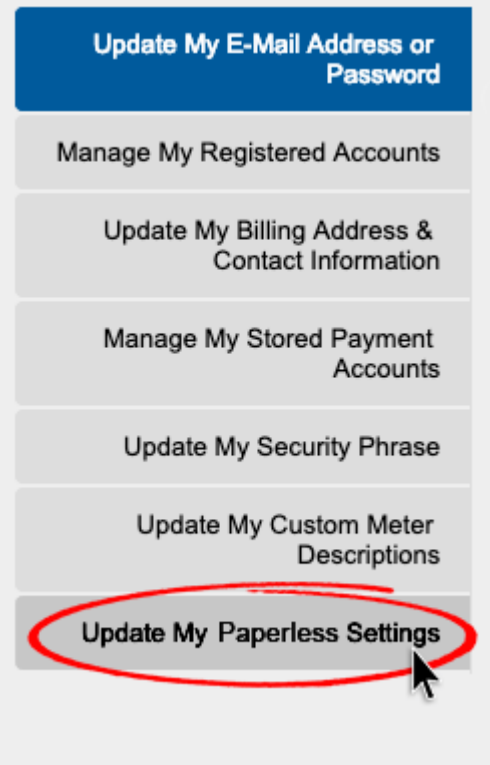 Update My E-Mail Address or
Password
Manage My Registered Accounts
Update My Billing Address &
Contact Information
Manage My Stored Payment
Accounts
Update My Security Phrase
Update My Custom Meter
Descriptions
Update My Paperless Settings